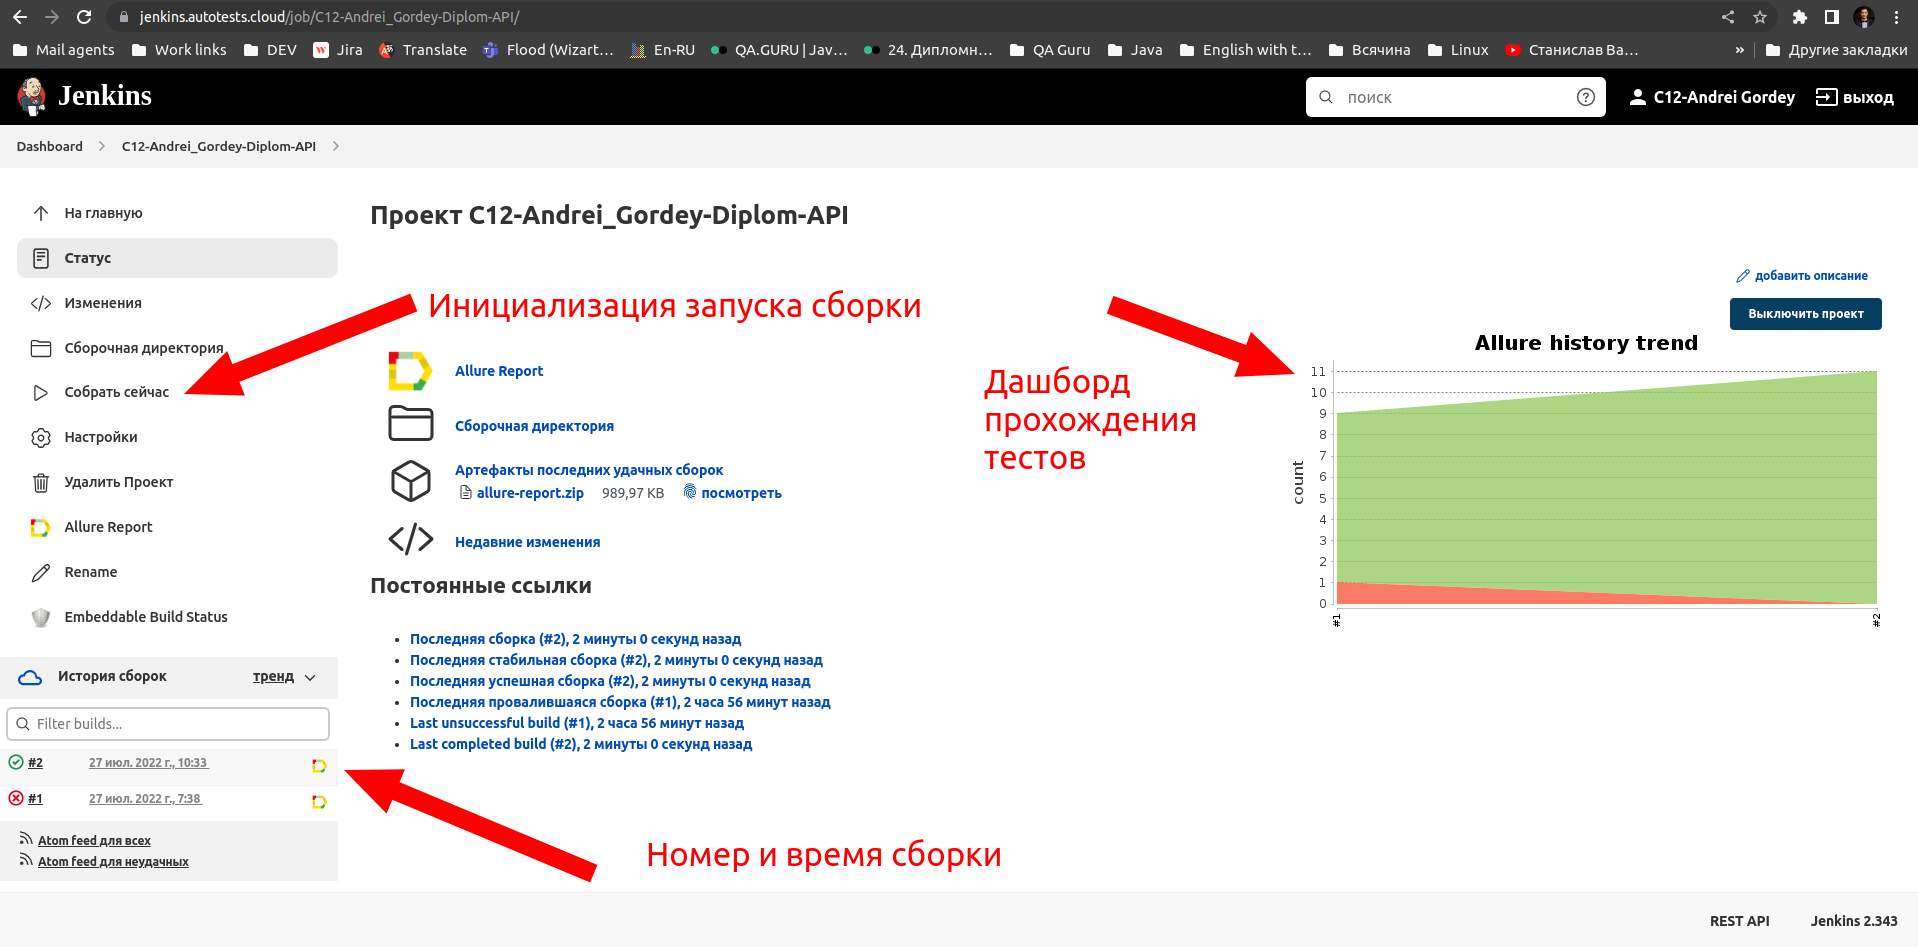 jenkins.autotests.cloud/job/C12-Andrei_Gordey-Diplom-API/
Mail agents Work links DEV Jira Translate Flood (Wizart… En-RU QA.GURU | Jav… 24. Дипломн… QA Guru Java English with t… Всячина Linux Станислав Ва… » Другие закладки
Jenkins
поиск
C12-Andrei Gordey
выход
Dashboard
C12-Andrei_Gordey-Diplom-API
На главную
Статус
Изменения
Сборочная директория
Собрать сейчас
Настройки
Удалить Проект
Allure Report
Rename
Embeddable Build Status
История сборок
тренд
Filter builds...
#2 27 июл. 2022 г., 10:33
#1 27 июл. 2022 г., 7:38
Atom feed для всех
Atom feed для неудачных
Проект C12-Andrei_Gordey-Diplom-API
добавить описание
Выключить проект
Инициализация запуска сборки
Allure Report
Сборочная директория
Артефакты последних удачных сборок
allure-report.zip 989,97 KB посмотреть
Недавние изменения
Постоянные ссылки
Последняя сборка (#2), 2 минуты 0 секунд назад
Последняя стабильная сборка (#2), 2 минуты 0 секунд назад
Последняя успешная сборка (#2), 2 минуты 0 секунд назад
Последняя провалившаяся сборка (#1), 2 часа 56 минут назад
Last unsuccessful build (#1), 2 часа 56 минут назад
Last completed build (#2), 2 минуты 0 секунд назад
Дашборд
прохождения
тестов
Allure history trend
11
10
9
8
7
6
5
4
3
2
1
0
count
#1
#2
Номер и время сборки
REST API
Jenkins 2.343